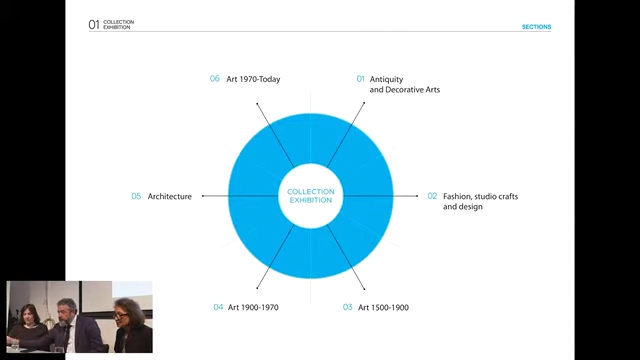 01 COLLECTION
EXHIBITION
SECTIONS
06 Art 1970-Today
01 Antiquity
and Decorative Arts
05 Architecture
COLLECTION
EXHIBITION
02 Fashion, studio crafts
and design
04 Art 1900-1970
03 Art 1500-1900